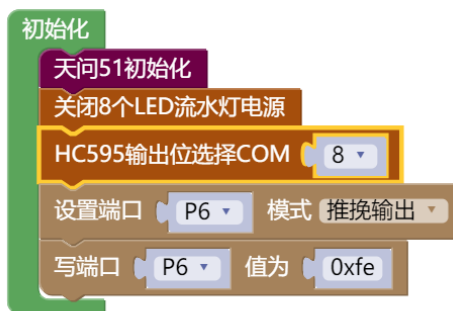 初始化
天问51初始化
关闭8个LED流水灯电源
HC595输出位选择COM 8
设置端口 P6 模式 推挽输出
写端口 P6 值为 0xfe